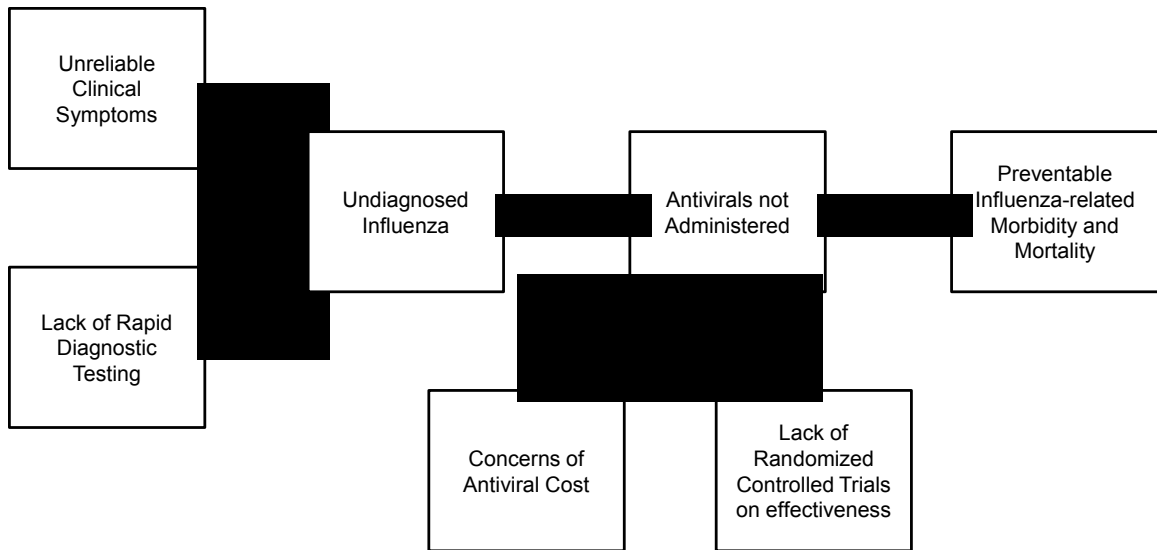 Unreliable
Clinical
Symptoms
Undiagnosed
Influenza
Antivirals not
Administered
Preventable
Influenza-related
Morbidity and
Mortality
Lack of Rapid
Diagnostic
Testing
Concerns of
Antiviral Cost
Lack of
Randomized
Controlled Trials
on effectiveness